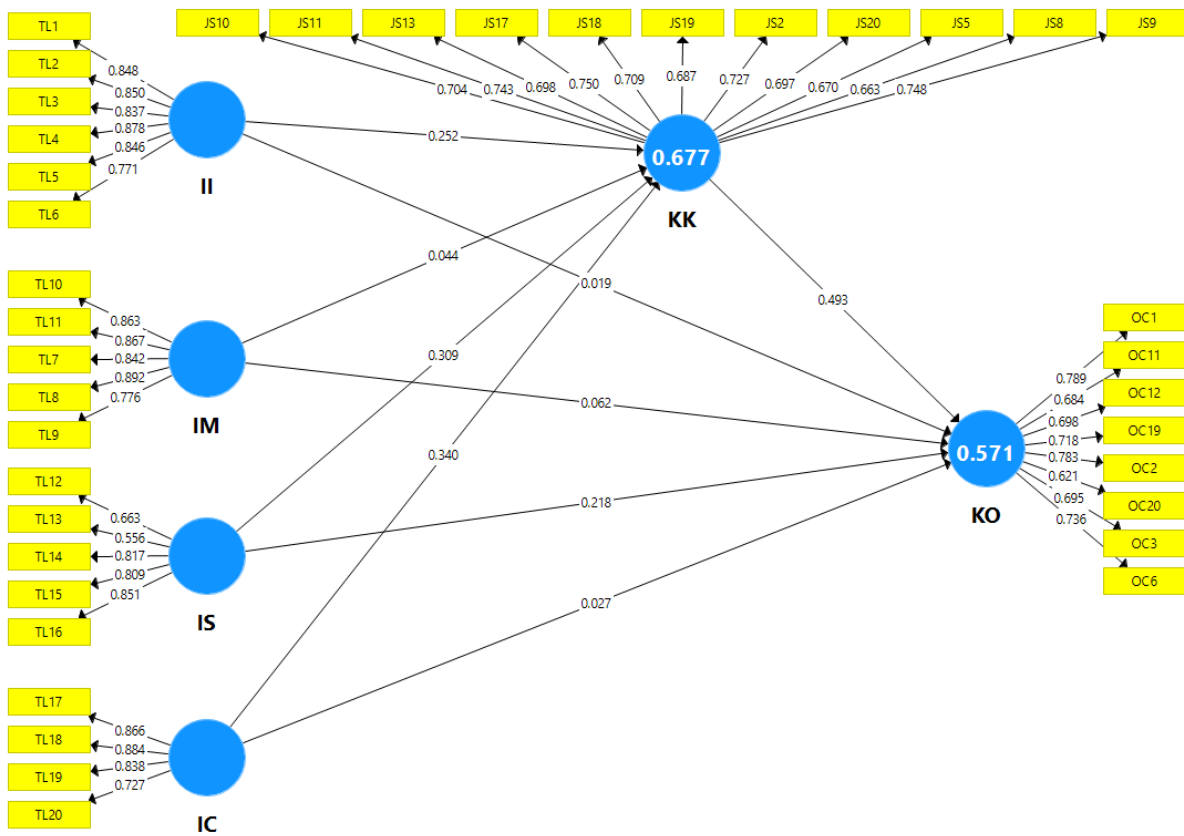 TL1
TL2
TL3
TL4
TL5
TL6
0.848
0.850
0.837
0.878
0.846
0.771
II
JS10
JS11
JS13
JS17
JS18
JS19
JS2
JS20
JS5
JS8
JS9
0.704
0.743
0.698
0.750
0.709
0.687
0.727
0.697
0.670
0.663
0.748
0.677
KK
0.252
0.044
0.019
0.309
0.493
0.062
0.340
0.218
0.027
TL10
TL11
TL7
TL8
TL9
0.863
0.867
0.842
0.892
0.776
IM
TL12
TL13
TL14
TL15
TL16
0.663
0.556
0.817
0.809
0.851
IS
TL17
TL18
TL19
TL20
0.866
0.884
0.838
0.727
IC
0.571
KO
0.789
0.684
0.698
0.718
0.783
0.621
0.695
0.736
OC1
OC11
OC12
OC19
OC2
OC20
OC3
OC6